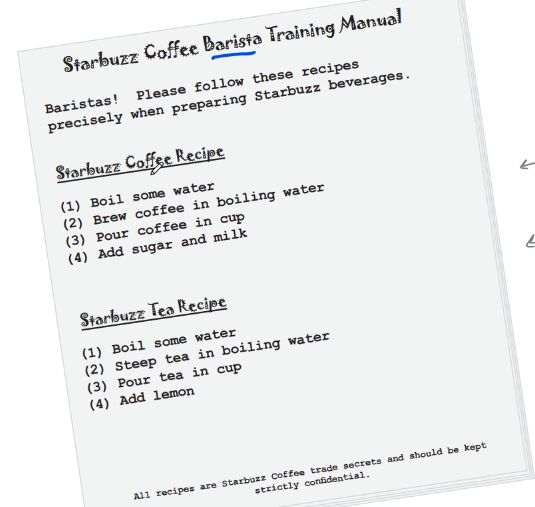 Starbuzz Coffee Barista Training Manual
Baristas! Please follow these recipes
precisely when preparing Starbuzz beverages.
Starbuzz Coffee Recipe
(1) Boil some water
(2) Brew coffee in boiling water
(3) Pour coffee in cup
(4) Add sugar and milk
Starbuzz Tea Recipe
(1) Boil some water
(2) Steep tea in boiling water
(3) Pour tea in cup
(4) Add lemon
All recipes are Starbuzz Coffee trade secrets and should be kept
strictly confidential.